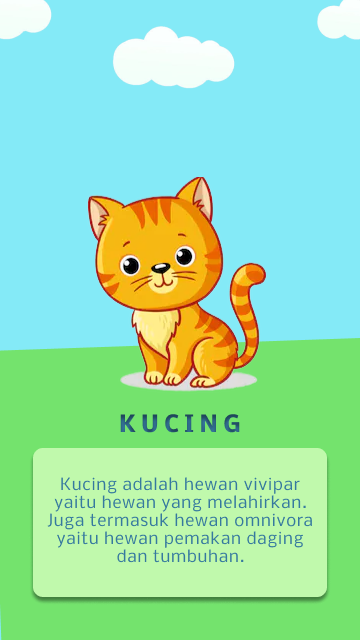 KUCING
Kucing adalah hewan vivipar
yaitu hewan yang melahirkan.
Juga termasuk hewan omnivora
yaitu hewan pemakan daging
dan tumbuhan.